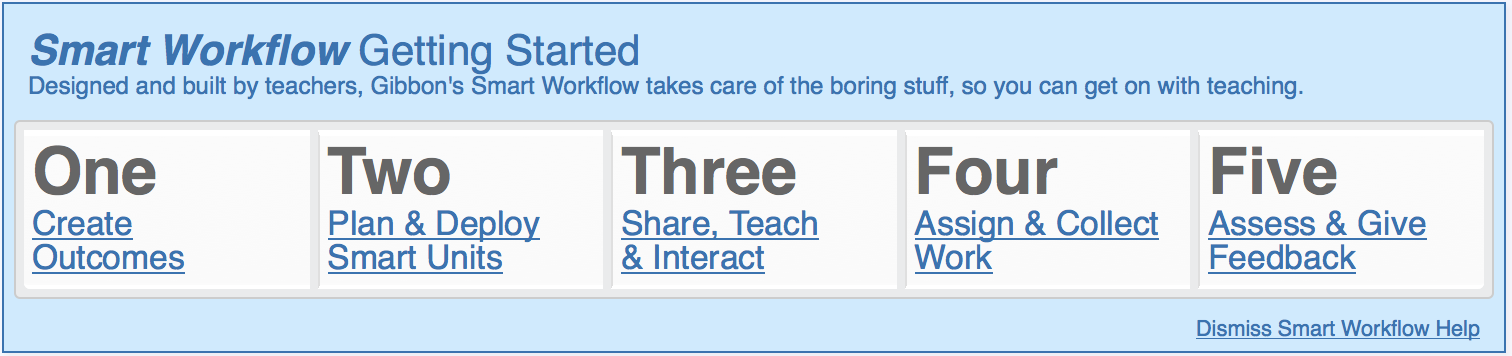 Smart Workflow Getting Started
Designed and built by teachers, Gibbon's Smart Workflow takes care of the boring stuff, so you can get on with teaching.
One
Create
Outcomes
Two
Plan & Deploy
Smart Units
Three
Share, Teach
& Interact
Four
Assign & Collect
Work
Five
Assess & Give
Feedback
Dismiss Smart Workflow Help